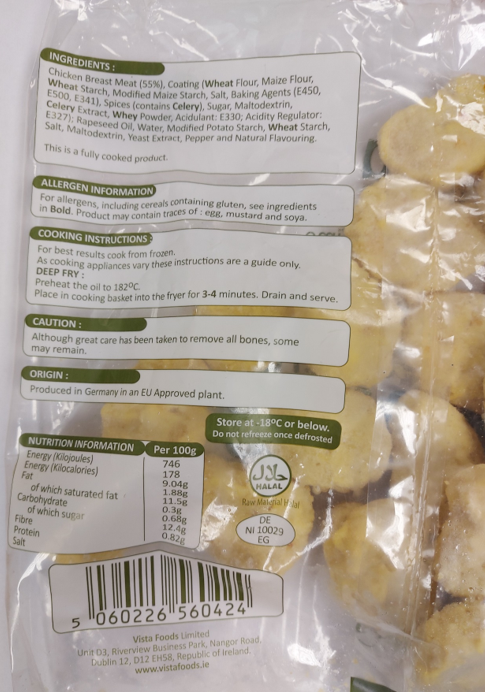 INGREDIENTS :
Chicken Breast Meat (55%), Coating (Wheat Flour, Maize Flour,
Wheat Starch, Modified Maize Starch, Salt, Baking Agents (E450,
E500, E341), Spices (contains Celery), Sugar, Maltodextrin,
Celery Extract, Whey Powder, Acidulant: E330; Acidity Regulator:
E327); Rapeseed Oil, Water, Modified Potato Starch, Wheat Starch,
Salt, Maltodextrin, Yeast Extract, Pepper and Natural Flavouring.
This is a fully cooked product.
ALLERGEN INFORMATION
For allergens, including cereals containing gluten, see ingredients
in Bold. Product may contain traces of : egg, mustard and soya.
COOKING INSTRUCTIONS :
For best results cook from frozen.
As cooking appliances vary these instructions are a guide only.
DEEP FRY :
Preheat the oil to 182ºC.
Place in cooking basket into the fryer for 3-4 minutes. Drain and serve.
CAUTION :
Although great care has been taken to remove all bones, some
may remain.
ORIGIN :
Produced in Germany in an EU Approved plant.
Store at -18ºC or below.
Do not refreeze once defrosted
NUTRITION INFORMATION Per 100g
Energy (Kilojoules) 746
Energy (Kilocalories) 178
Fat 9.04g
of which saturated fat 1.88g
Carbohydrate 11.5g
of which sugar 0.3g
Fibre 0.68g
Protein 12.4g
Salt 0.82g
حلال
HALAL
Raw Material Halal
DE
NI 10029
EG
5 060226 560424
Vista Foods Limited
Unit D3, Riverview Business Park, Nangor Road,
Dublin 12, D12 EH58, Republic of Ireland.
www.vistafoods.ie